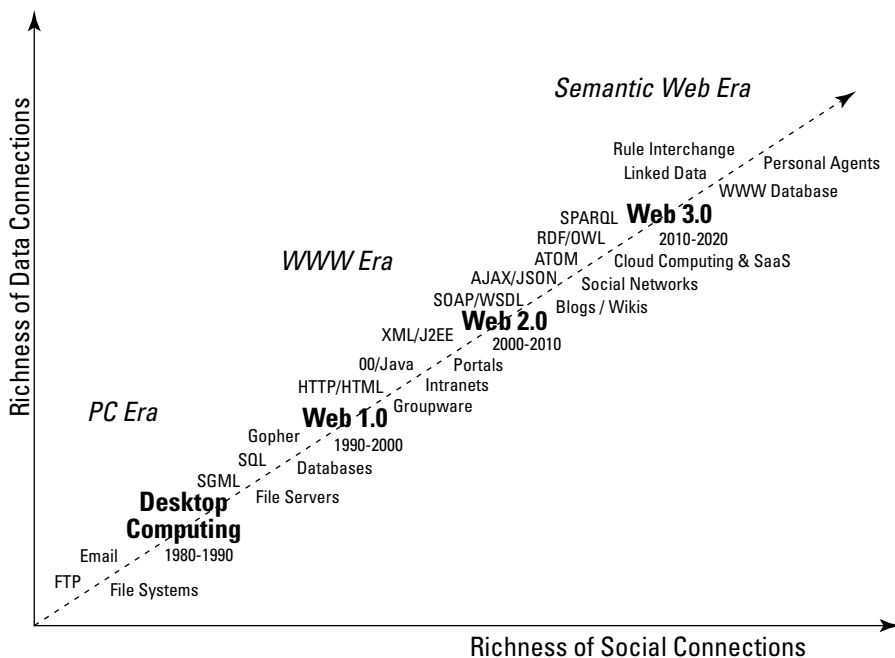 Semantic Web Era
Rule Interchange
Personal Agents
Linked Data
WWW Database
SPARQL
Web 3.0
RDF/OWL
2010-2020
WWW Era
ATOM
Cloud Computing & SaaS
AJAX/JSON
Social Networks
SOAP/WSDL
Blogs / Wikis
Web 2.0
XML/J2EE
2000-2010
00/Java
Portals
HTTP/HTML
Intranets
Groupware
PC Era
Web 1.0
Gopher
1990-2000
SQL
Databases
SGML
File Servers
Desktop
Computing
1980-1990
Email
FTP
File Systems
Richness of Data Connections
Richness of Social Connections